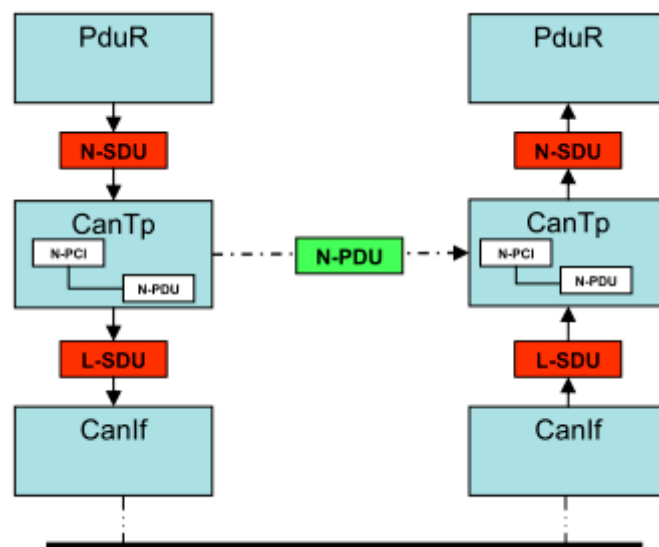 PduR
PduR
N-SDU
N-SDU
CanTp
CanTp
N-PCI
N-PDU
N-PDU
N-PCI
N-PDU
L-SDU
L-SDU
CanIf
CanIf